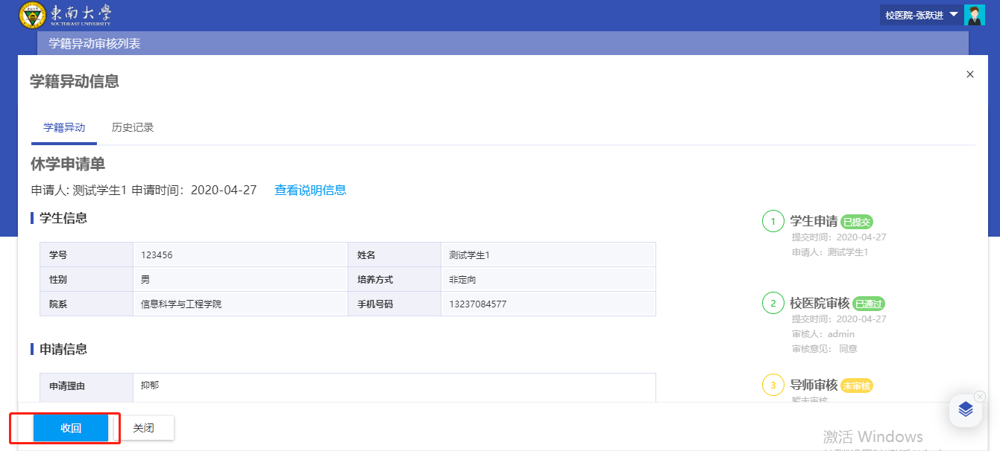 東南大學
SOUTHEAST UNIVERSITY
校医院-张跃进
学籍异动审核列表
学籍异动信息
学籍异动 历史记录
休学申请单
申请人: 测试学生1 申请时间：2020-04-27 查看说明信息
学生信息
学号 123456 姓名 测试学生1
性别 男 培养方式 非定向
院系 信息科学与工程学院 手机号码 13237084577
申请信息
申请理由 抑郁
1 学生申请 已提交
提交时间：2020-04-27
申请人：测试学生1
2 校医院审核 已通过
提交时间：2020-04-27
审核人：admin
审核意见： 同意
3 导师审核 未审核
暂未审核
收回 关闭
激活 Windows